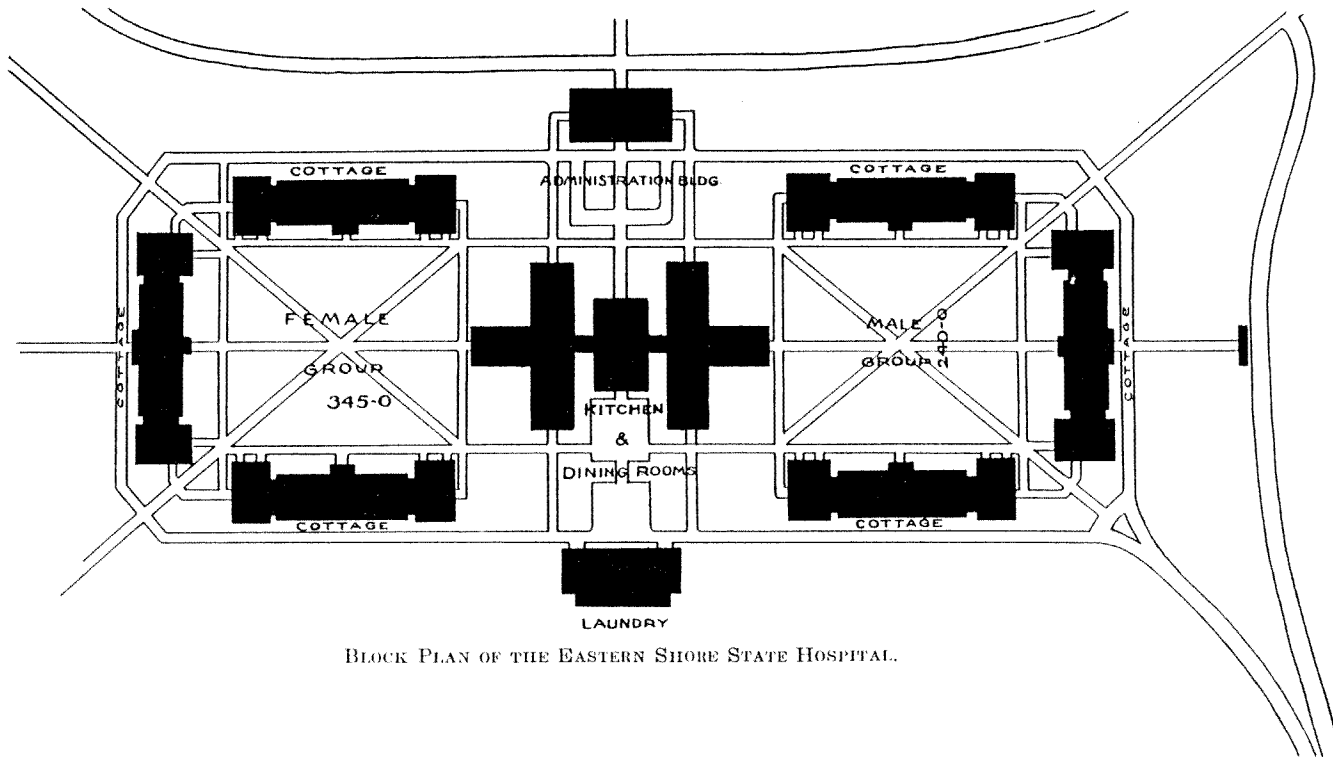 COTTAGE
ADMINISTRATION BLDG.
COTTAGE
COTTAGE
FEMALE
GROUP
345-0
MALE
GROUP
240-0
COTTAGE
KITCHEN
&
DINING ROOMS
COTTAGE
COTTAGE
LAUNDRY
BLOCK PLAN OF THE EASTERN SHORE STATE HOSPITAL.